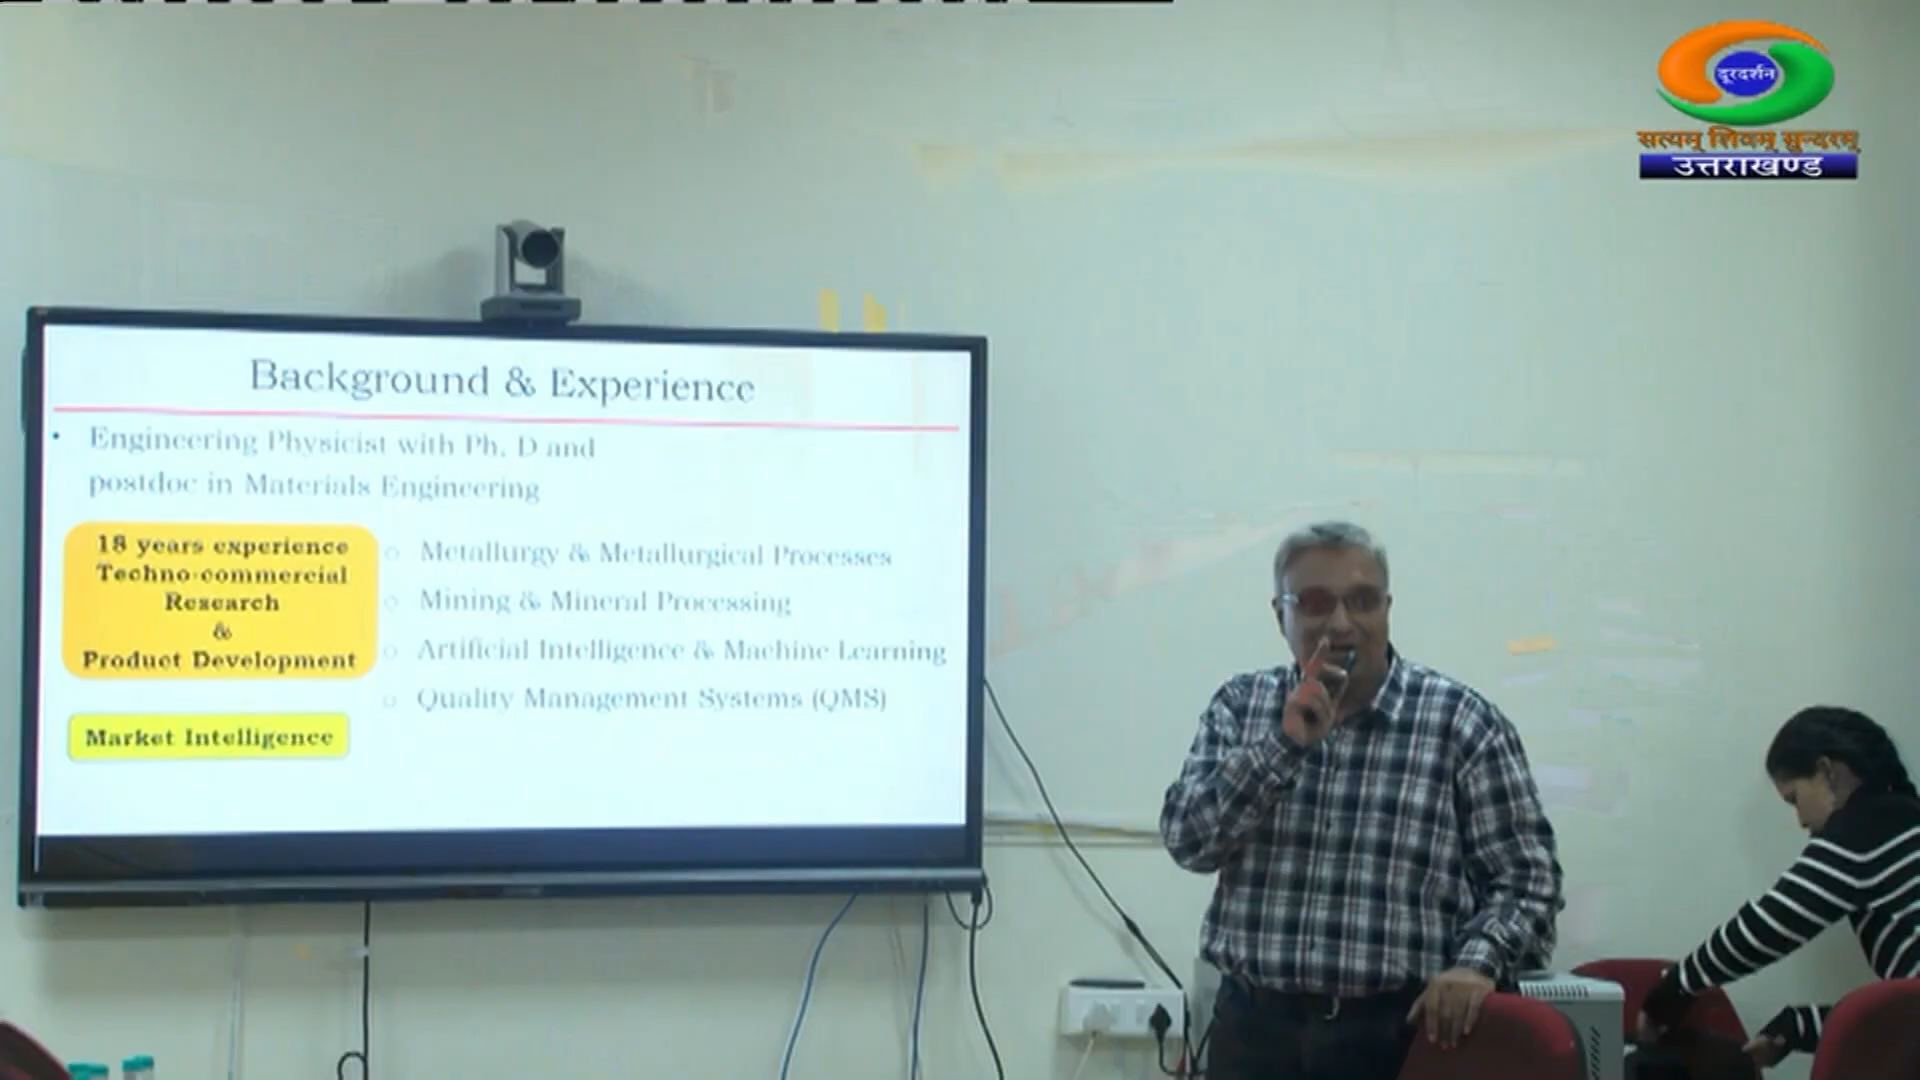 दूरदर्शन
सत्यम् शिवम् सुन्दरम्
उत्तराखण्ड
Background & Experience
• Engineering Physicist with Ph. D and
postdoc in Materials Engineering
18 years experience
Techno-commercial
Research
&
Product Development
Market Intelligence
○ Metallurgy & Metallurgical Processes
○ Mining & Mineral Processing
○ Artificial Intelligence & Machine Learning
○ Quality Management Systems (QMS)